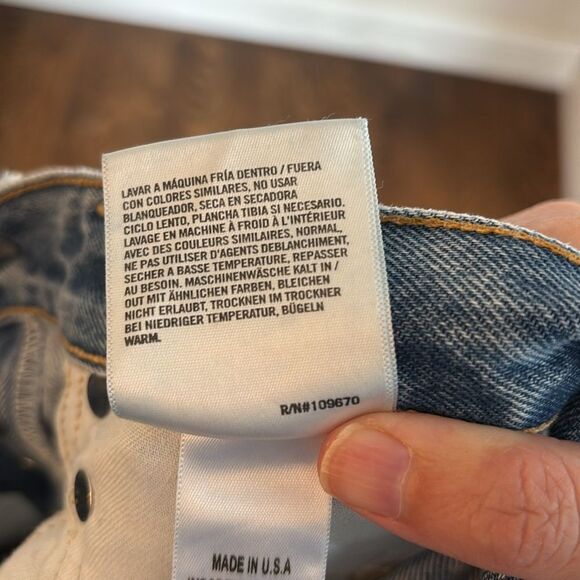 LAVAR A MÁQUINA FRÍA DENTRO / FUERA
CON COLORES SIMILARES, NO USAR
BLANQUEADOR, SECA EN SECADORA
CICLO LENTO, PLANCHA TIBIA SI NECESARIO.
LAVAGE EN MACHINE À FROID À L'INTÉRIEUR
AVEC DES COULEURS SIMILAIRES, NORMAL,
NE PAS UTILISER D'AGENTS DEBLANCHIMENT,
SECHER A BASSE TEMPERATURE, REPASSER
AU BESOIN. MASCHINENWÄSCHE KALT IN /
OUT MIT ÄHNLICHEN FARBEN, BLEICHEN
NICHT ERLAUBT, TROCKNEN IM TROCKNER
BEI NIEDRIGER TEMPERATUR, BÜGELN
WARM.
R/N#109670
MADE IN U.S.A